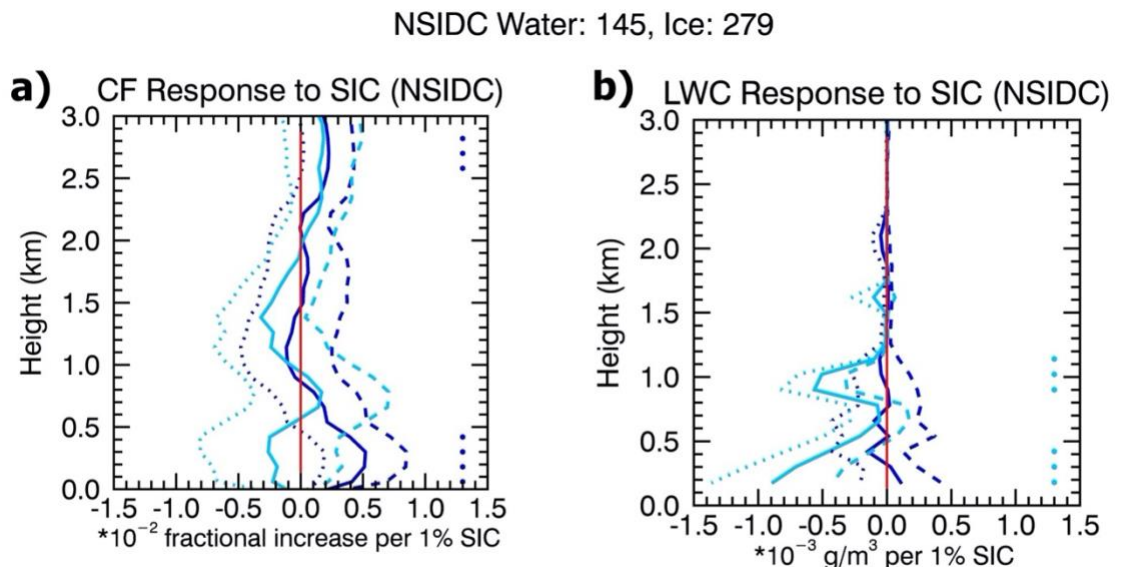 NSIDC Water: 145, Ice: 279
a) CF Response to SIC (NSIDC)
3.0
2.5
2.0
1.5
1.0
0.5
0.0
Height (km)
-1.5 -1.0 -0.5 0.0 0.5 1.0 1.5
*10⁻² fractional increase per 1% SIC
b) LWC Response to SIC (NSIDC)
3.0
2.5
2.0
1.5
1.0
0.5
0.0
Height (km)
-1.5 -1.0 -0.5 0.0 0.5 1.0 1.5
*10⁻³ g/m³ per 1% SIC